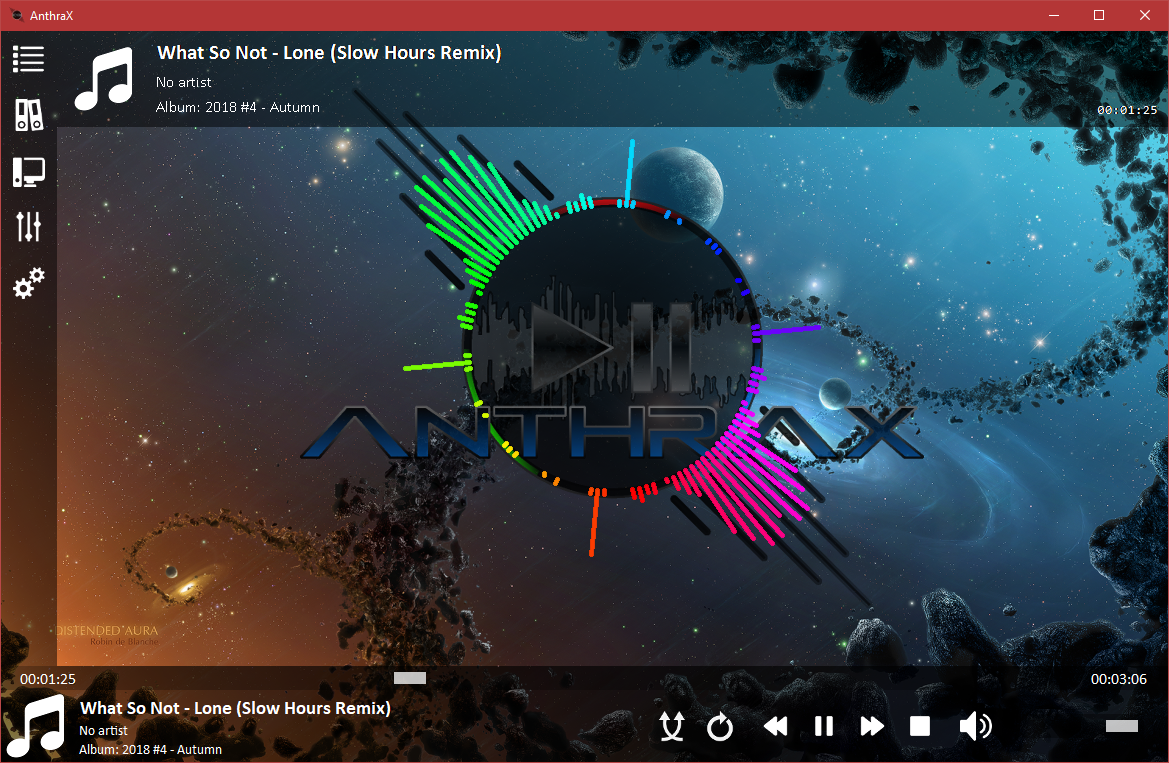 AnthraX
What So Not - Lone (Slow Hours Remix)
No artist
Album: 2018 #4 - Autumn
00:01:25
ANTHRAX
DISTENDED*AURA
Robin de Blanche
00:01:25
00:03:06
What So Not - Lone (Slow Hours Remix)
No artist
Album: 2018 #4 - Autumn